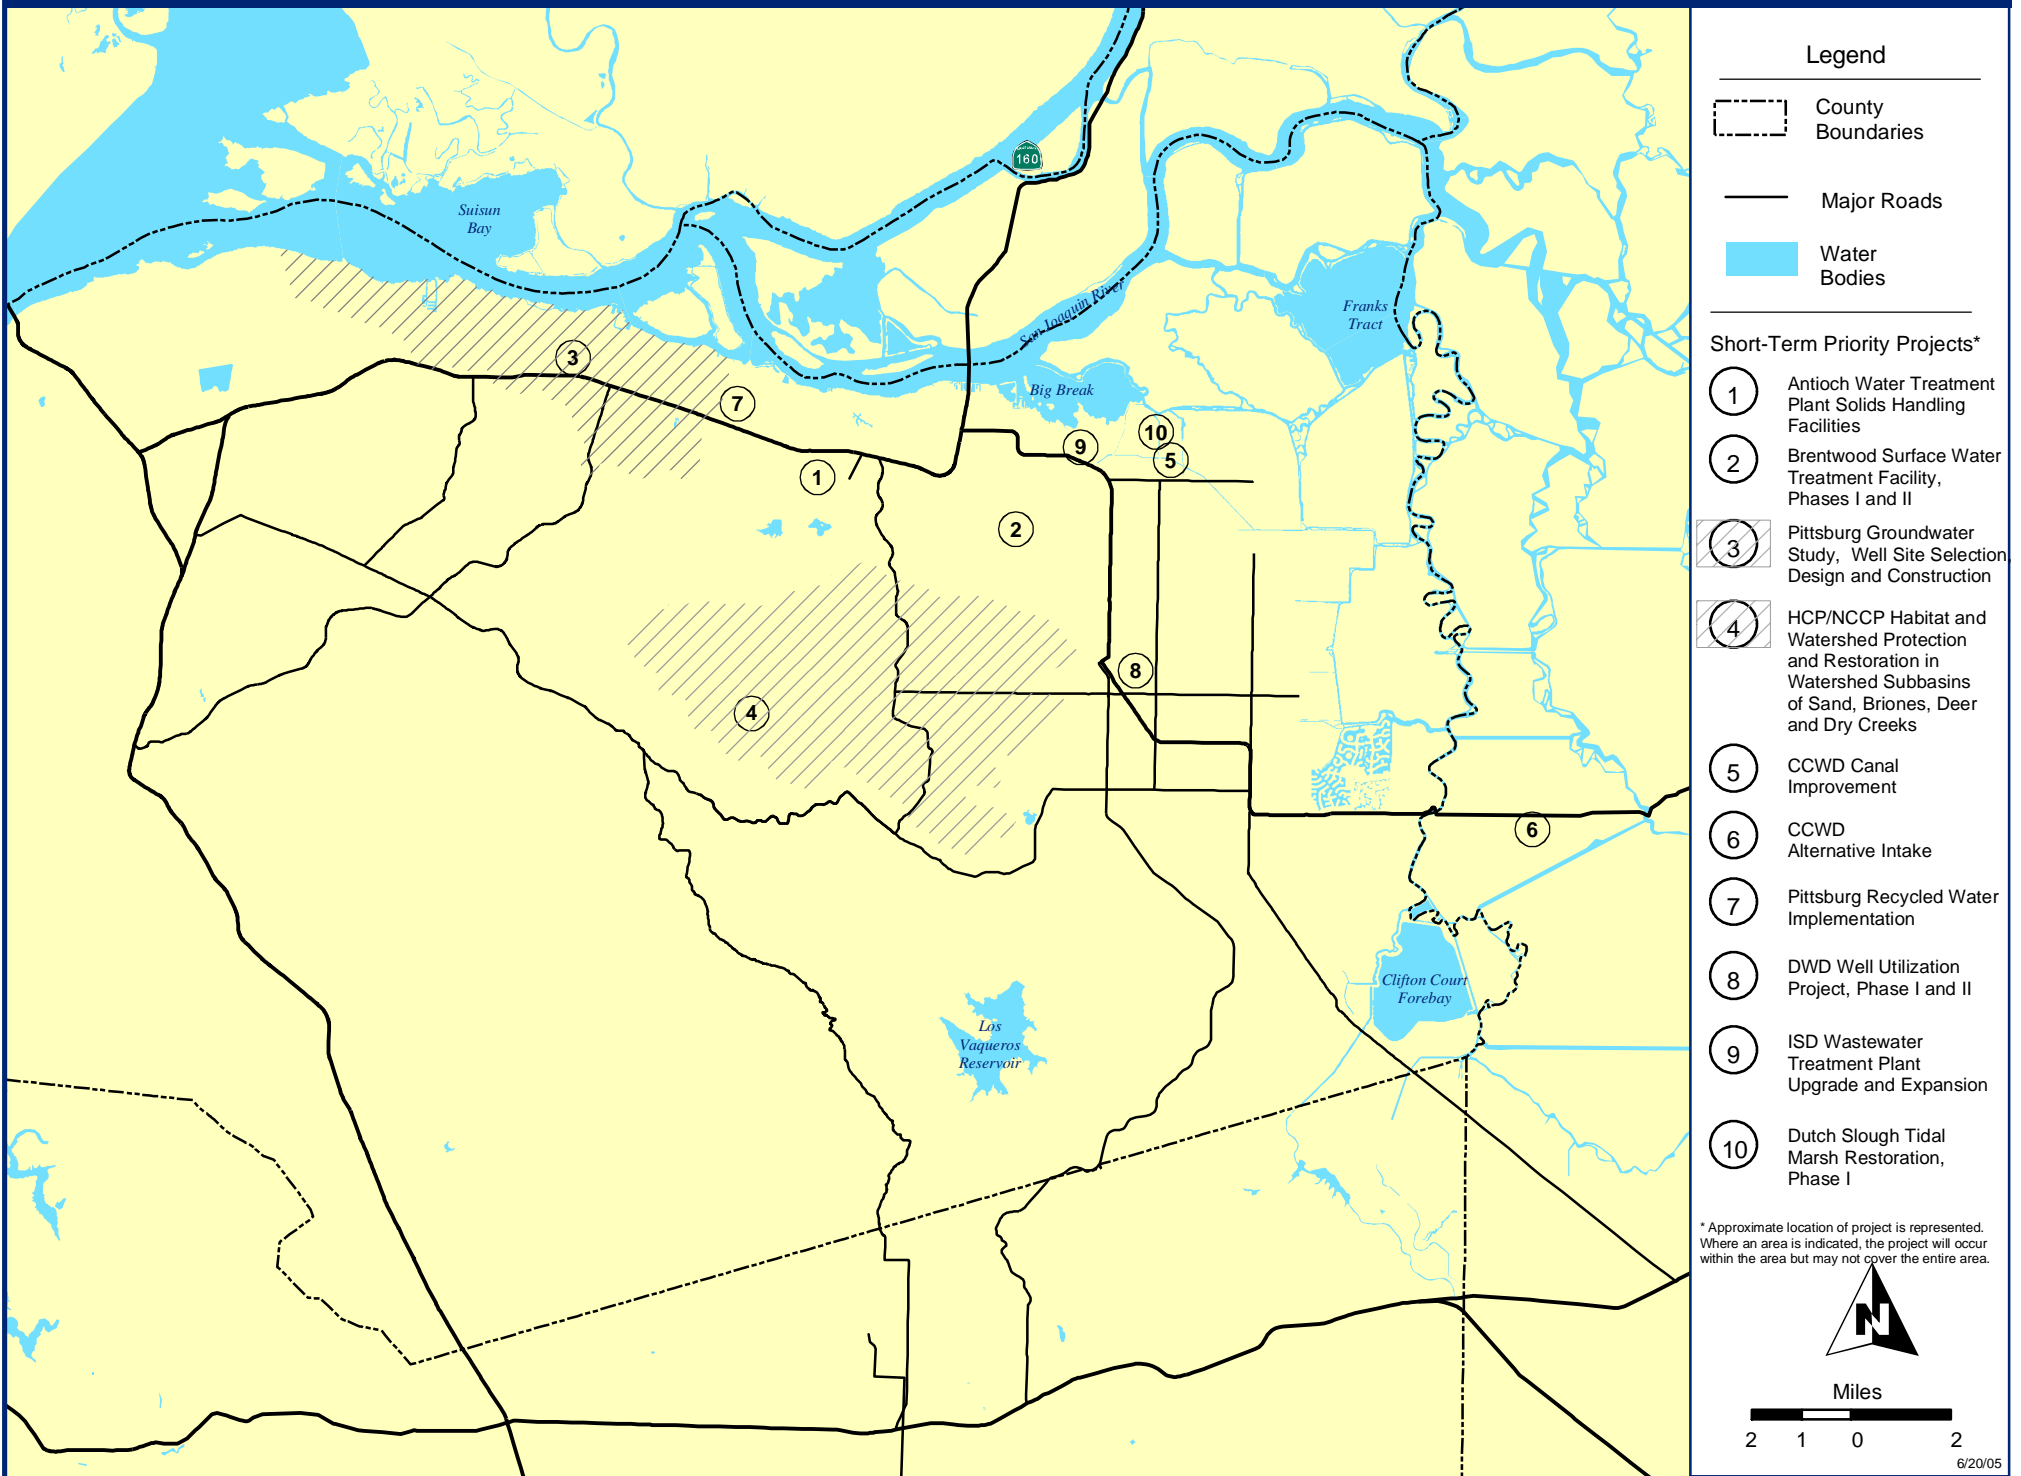 160
Suisun
Bay
San Joaquin River
Franks
Tract
Big Break
3
7
10
9
5
1
2
8
4
6
Clifton Court
Forebay
Los
Vaqueros
Reservoir
Legend
County
Boundaries
Major Roads
Water
Bodies
Short-Term Priority Projects*
1
Antioch Water Treatment
Plant Solids Handling
Facilities
2
Brentwood Surface Water
Treatment Facility,
Phases I and II
3
Pittsburg Groundwater
Study, Well Site Selection,
Design and Construction
4
HCP/NCCP Habitat and
Watershed Protection
and Restoration in
Watershed Subbasins
of Sand, Briones, Deer
and Dry Creeks
5
CCWD Canal
Improvement
6
CCWD
Alternative Intake
7
Pittsburg Recycled Water
Implementation
8
DWD Well Utilization
Project, Phase I and II
9
ISD Wastewater
Treatment Plant
Upgrade and Expansion
10
Dutch Slough Tidal
Marsh Restoration,
Phase I
* Approximate location of project is represented.
Where an area is indicated, the project will occur
within the area but may not cover the entire area.
N
Miles
2 1 0 2
6/20/05